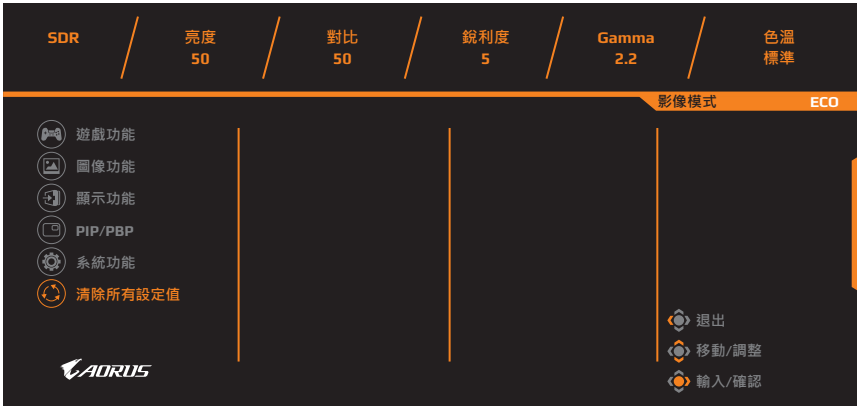 SDR 亮度 對比 銳利度 Gamma 色溫
50 50 5 2.2 標準
影像模式 ECO
遊戲功能
圖像功能
顯示功能
PIP/PBP
系統功能
清除所有設定值
退出
移動/調整
輸入/確認
AORUS